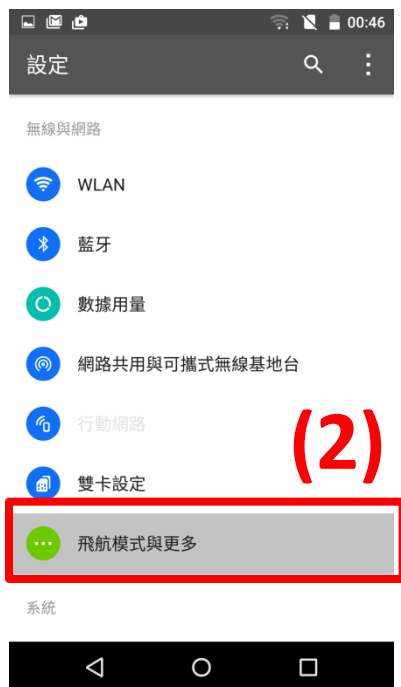 00:46
設定
無線與網路
WLAN
藍牙
數據用量
網路共用與可攜式無線基地台
行動網路
(2)
雙卡設定
飛航模式與更多
系統